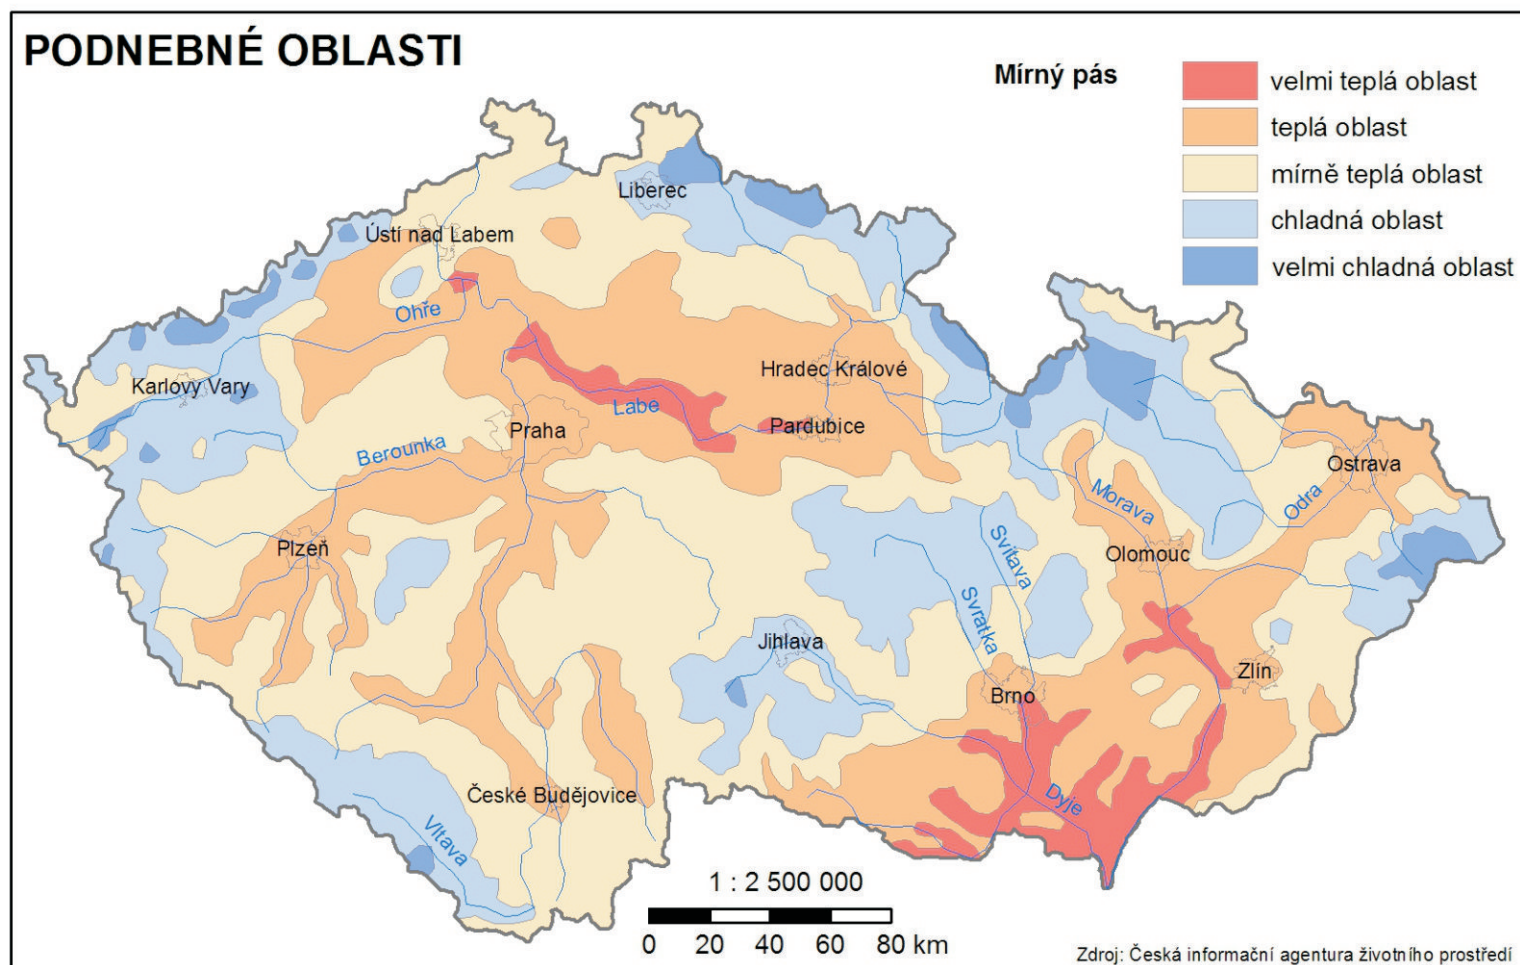 PODNEBNÉ OBLASTI
Mírný pás
velmi teplá oblast
teplá oblast
mírně teplá oblast
chladná oblast
velmi chladná oblast
Liberec
Ústí nad Labem
Ohře
Karlovy Vary
Hradec Králové
Labe
Pardubice
Praha
Berounka
Ostrava
Odra
Morava
Plzeň
Olomouc
Svitava
Svratka
Jihlava
Zlín
Brno
České Budějovice
Dyje
Vltava
1 : 2 500 000
0 20 40 60 80 km
Zdroj: Česká informační agentura životního prostředí